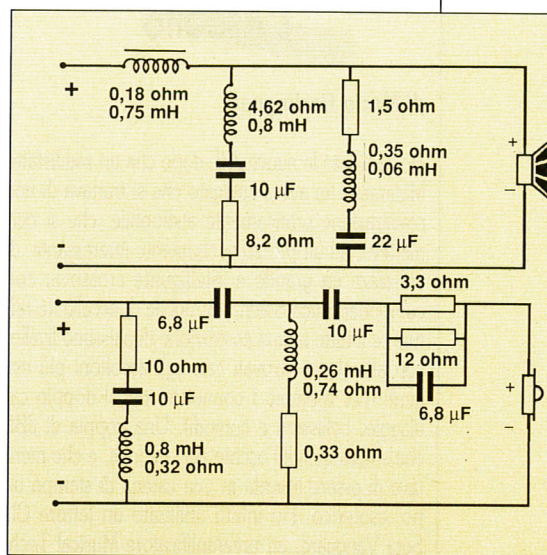 +
0,18 ohm
0,75 mH
4,62 ohm
0,8 mH
10 µF
8,2 ohm
1,5 ohm
0,35 ohm
0,06 mH
22 µF
+
−
-
+
6,8 µF
10 µF
3,3 ohm
12 ohm
6,8 µF
10 ohm
10 µF
0,8 mH
0,32 ohm
0,26 mH
0,74 ohm
0,33 ohm
+
−
-